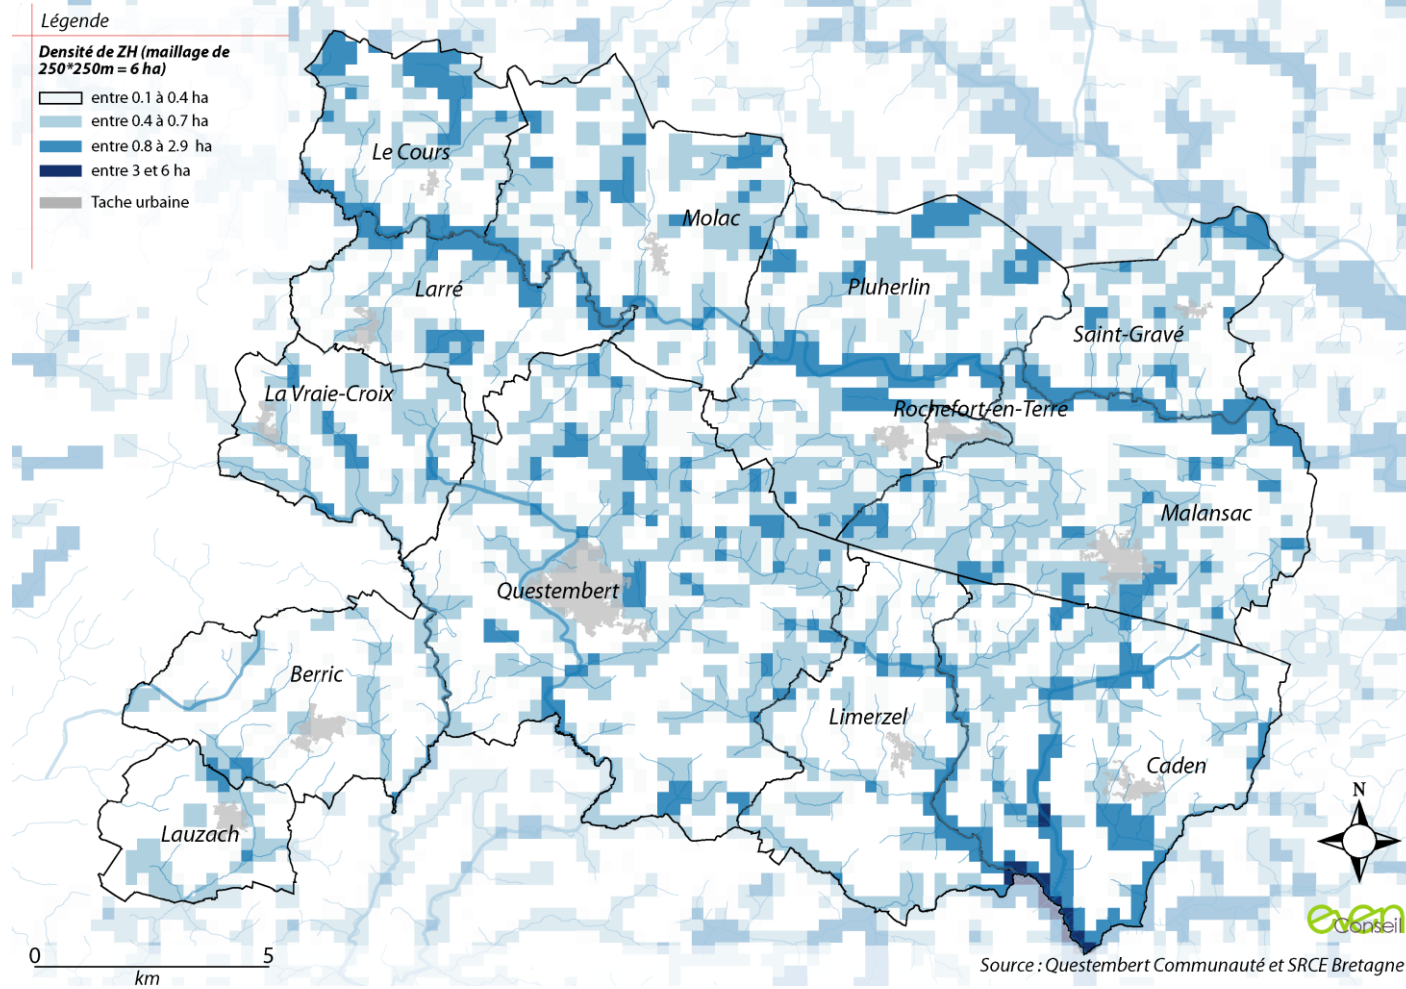 Légende
Densité de ZH (maillage de
250*250m = 6 ha)
entre 0.1 à 0.4 ha
entre 0.4 à 0.7 ha
entre 0.8 à 2.9 ha
entre 3 et 6 ha
Tache urbaine
Le Cours
Molac
Larré
Pluherlin
Saint-Gravé
La Vraie-Croix
Rochefort-en-Terre
Malansac
Questembert
Berric
Limerzel
Caden
Lauzach
N
even
Conseil
0 5
km
Source : Questembert Communauté et SRCE Bretagne